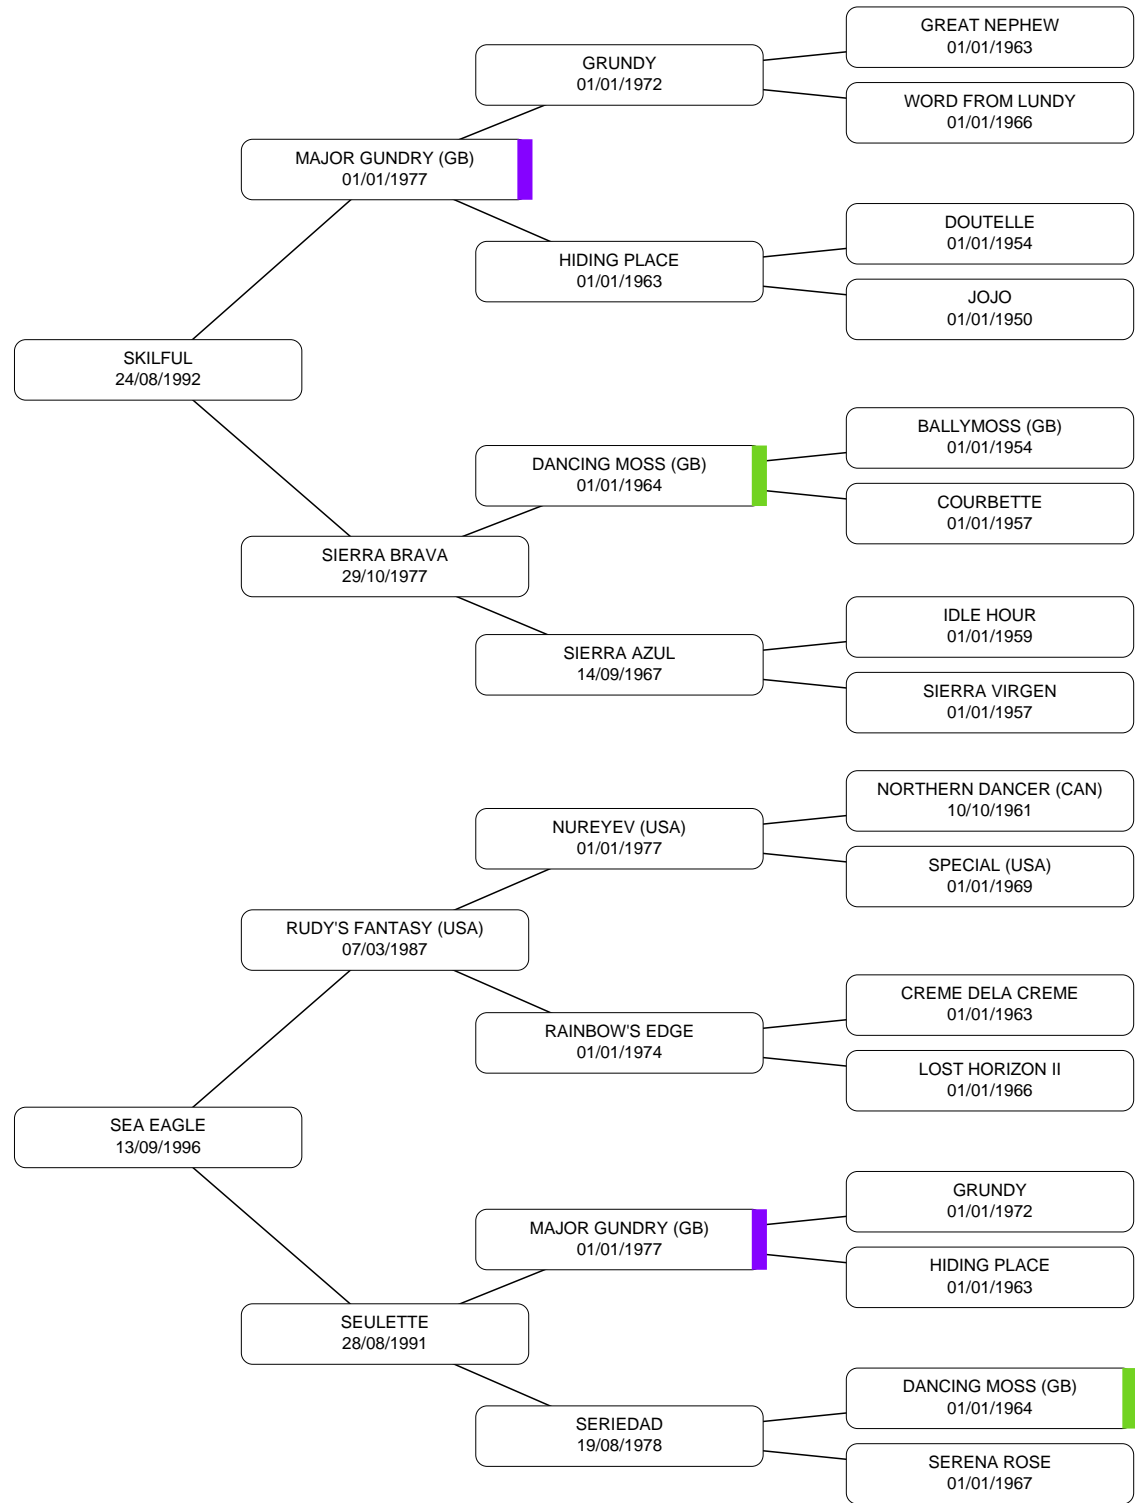 GREAT NEPHEW
01/01/1963
GRUNDY
01/01/1972
WORD FROM LUNDY
01/01/1966
MAJOR GUNDRY (GB)
01/01/1977
DOUTELLE
01/01/1954
HIDING PLACE
01/01/1963
JOJO
01/01/1950
SKILFUL
24/08/1992
BALLYMOSS (GB)
01/01/1954
DANCING MOSS (GB)
01/01/1964
COURBETTE
01/01/1957
SIERRA BRAVA
29/10/1977
IDLE HOUR
01/01/1959
SIERRA AZUL
14/09/1967
SIERRA VIRGEN
01/01/1957
NORTHERN DANCER (CAN)
10/10/1961
NUREYEV (USA)
01/01/1977
SPECIAL (USA)
01/01/1969
RUDY'S FANTASY (USA)
07/03/1987
CREME DELA CREME
01/01/1963
RAINBOW'S EDGE
01/01/1974
LOST HORIZON II
01/01/1966
SEA EAGLE
13/09/1996
GRUNDY
01/01/1972
MAJOR GUNDRY (GB)
01/01/1977
HIDING PLACE
01/01/1963
SEULETTE
28/08/1991
DANCING MOSS (GB)
01/01/1964
SERIEDAD
19/08/1978
SERENA ROSE
01/01/1967